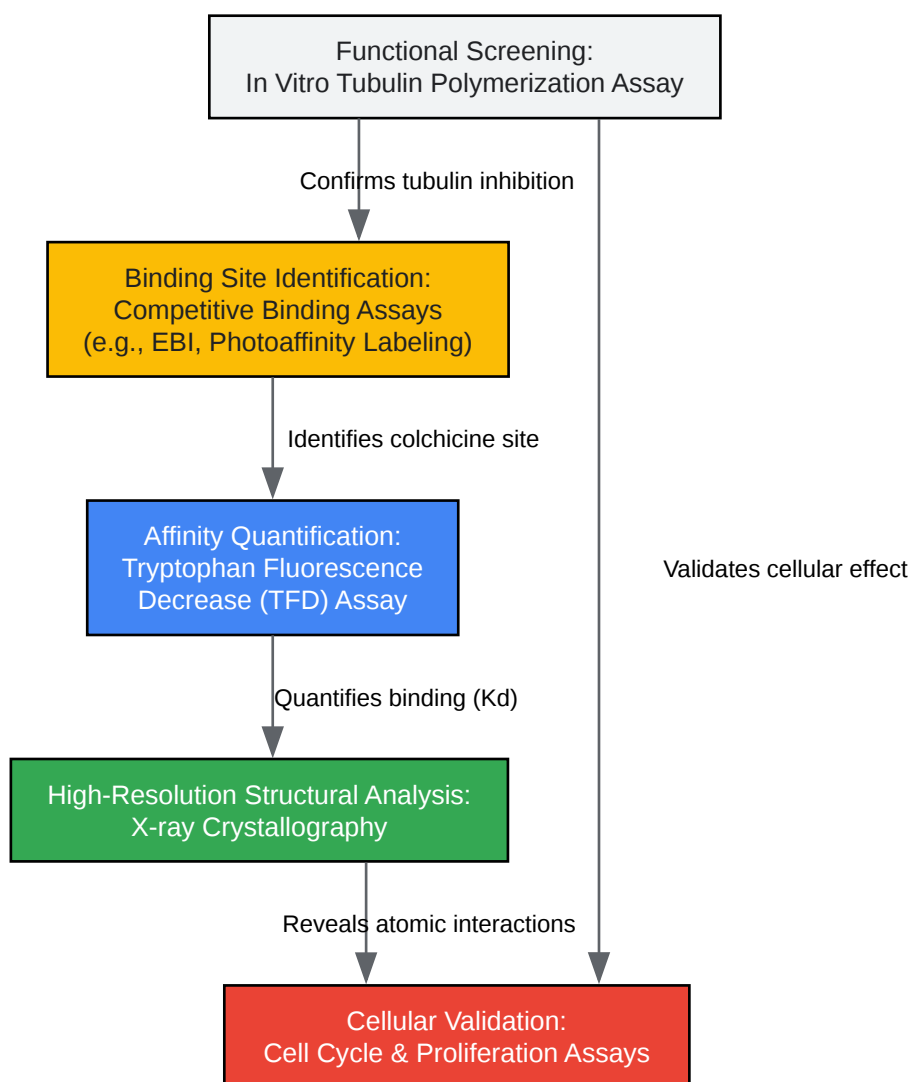 Functional Screening:
In Vitro Tubulin Polymerization Assay
Confirms tubulin inhibition
Binding Site Identification:
Competitive Binding Assays
(e.g., EBI, Photoaffinity Labeling)
Identifies colchicine site
Affinity Quantification:
Tryptophan Fluorescence
Decrease (TFD) Assay
Validates cellular effect
Quantifies binding (Kd)
High-Resolution Structural Analysis:
X-ray Crystallography
Reveals atomic interactions
Cellular Validation:
Cell Cycle & Proliferation Assays